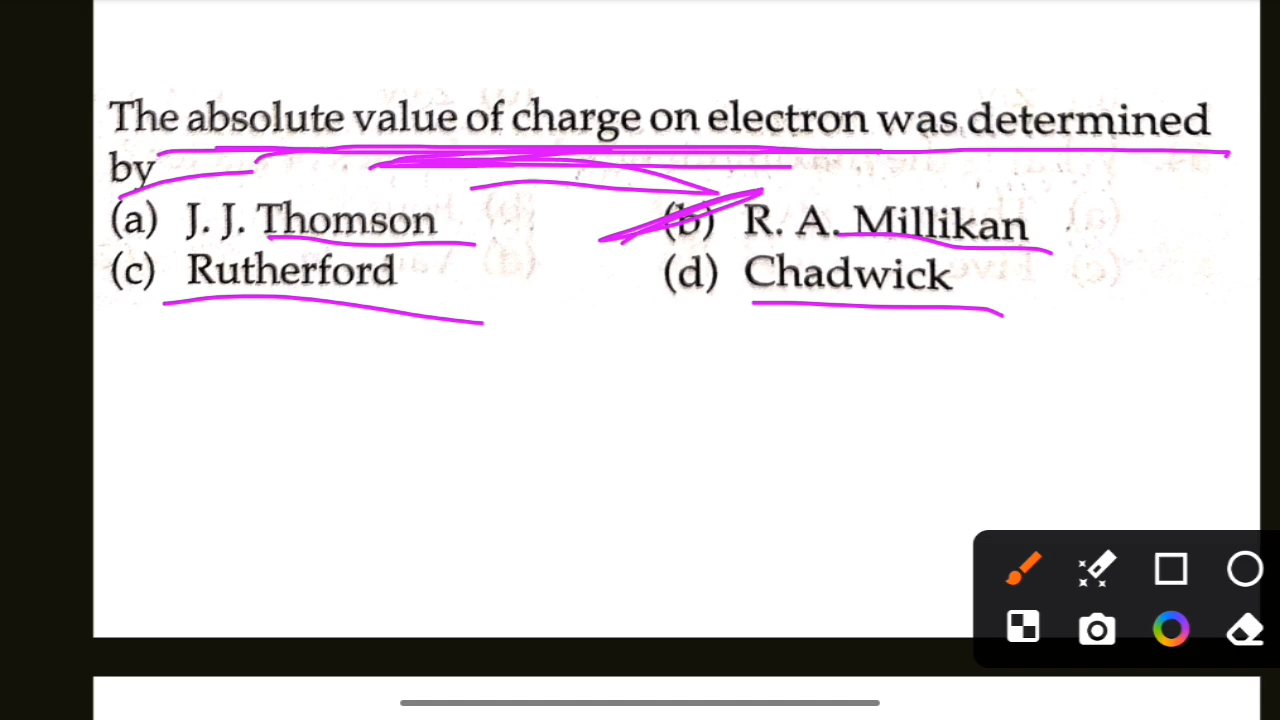 The absolute value of charge on electron was determined
by
(a) J. J. Thomson (b) R. A. Millikan
(c) Rutherford (d) Chadwick